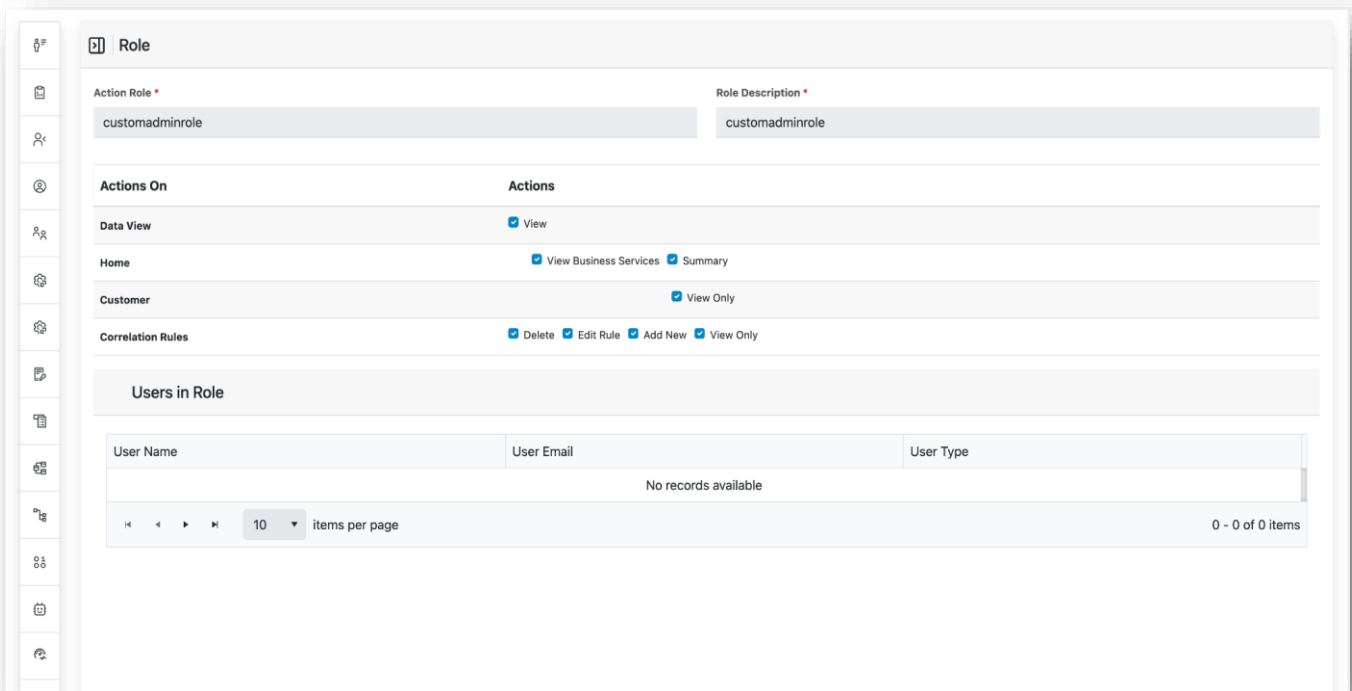 Role
Action Role * Role Description *
customadminrole customadminrole
Actions On Actions
Data View View
Home View Business Services Summary
Customer View Only
Correlation Rules Delete Edit Rule Add New View Only
Users in Role
User Name User Email User Type
No records available
10 items per page 0 - 0 of 0 items